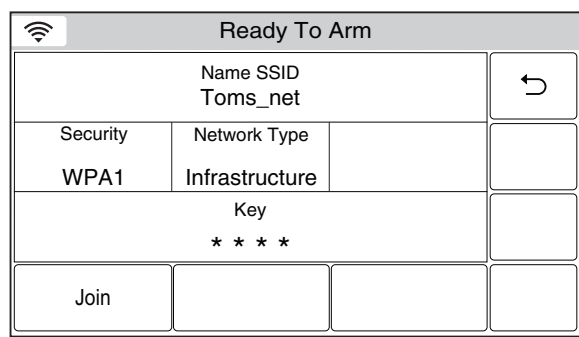 Ready To Arm
Name SSID
Toms_net
Security
Network Type
WPA1
Infrastructure
Key
* * * *
Join